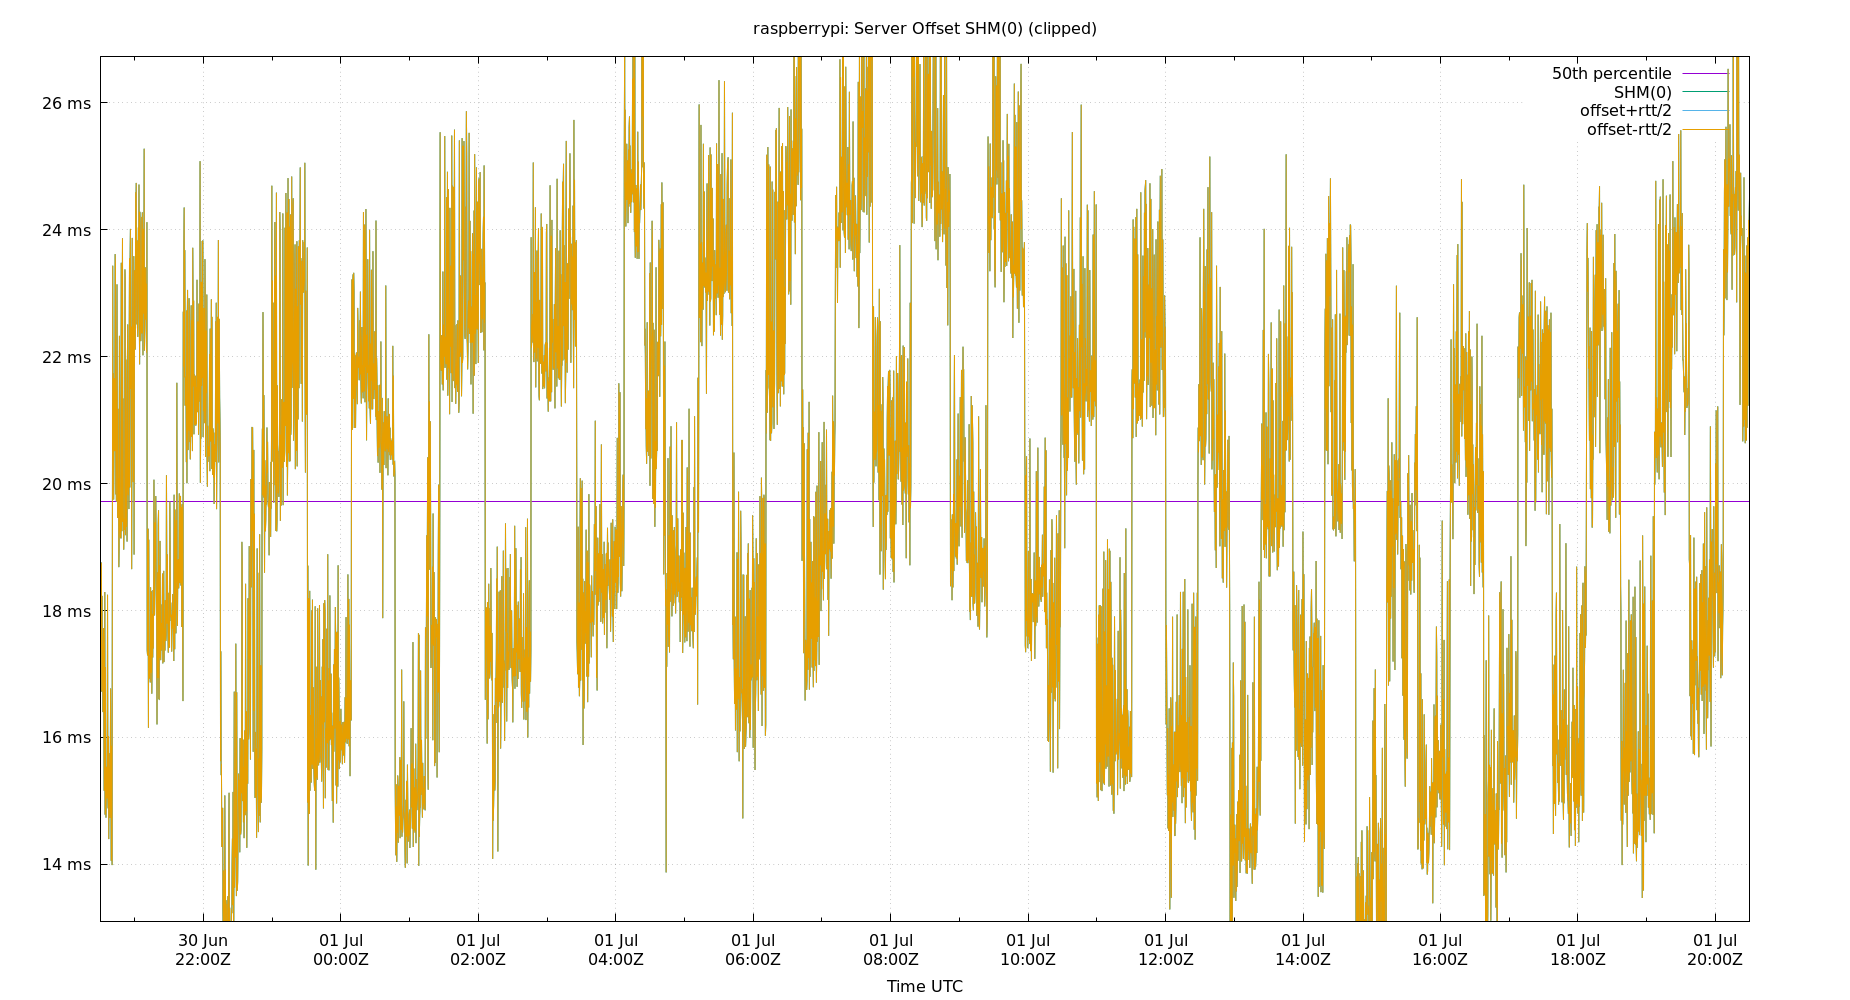 raspberrypi: Server Offset SHM(0) (clipped)
50th percentile
SHM(0)
offset+rtt/2
offset-rtt/2
26 ms
24 ms
22 ms
20 ms
18 ms
16 ms
14 ms
30 Jun 01 Jul 01 Jul 01 Jul 01 Jul 01 Jul 01 Jul 01 Jul 01 Jul 01 Jul 01 Jul 01 Jul
22:00Z 00:00Z 02:00Z 04:00Z 06:00Z 08:00Z 10:00Z 12:00Z 14:00Z 16:00Z 18:00Z 20:00Z
Time UTC